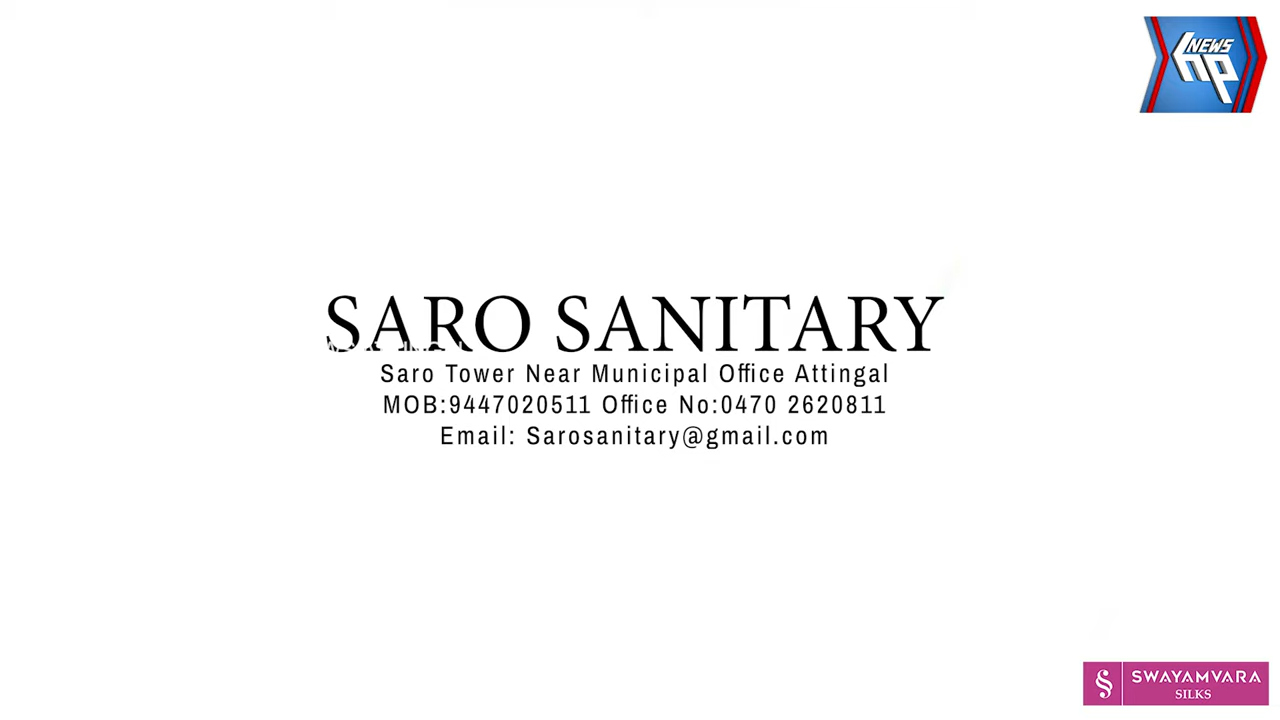 NEWS
hp
SARO SANITARY
Saro Tower Near Municipal Office Attingal
MOB:9447020511 Office No:0470 2620811
Email: Sarosanitary@gmail.com
SWAYAMVARA
SILKS